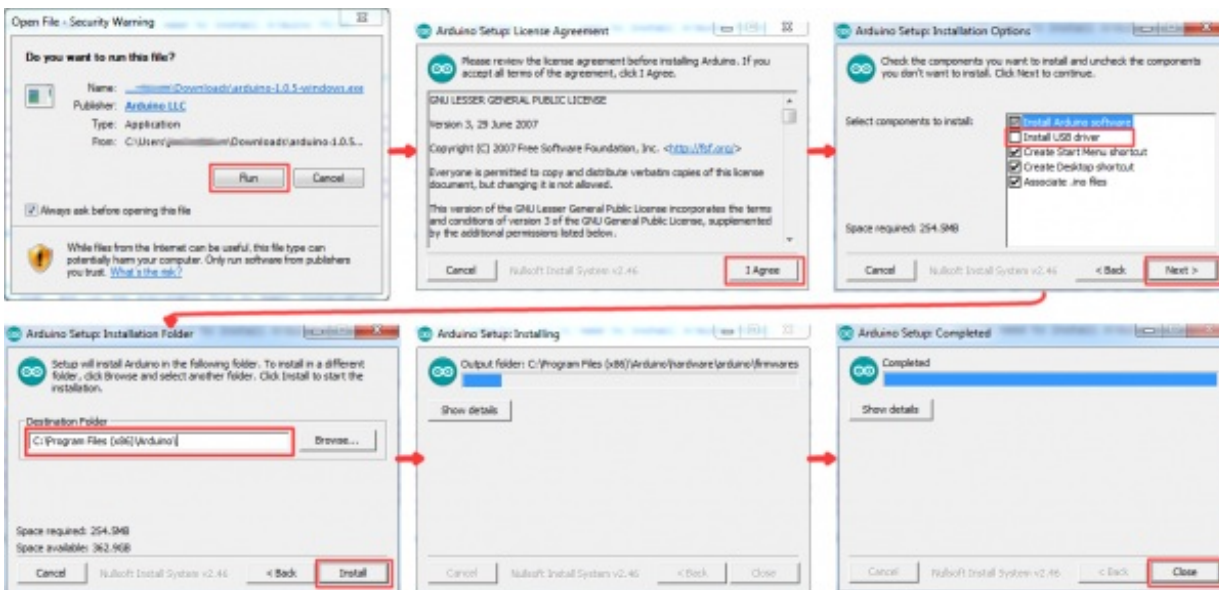 Open File - Security Warning
Do you want to run this file?
Name: Downloads\arduino-1.0.5-windows.exe
Publisher: Arduino LLC
Type: Application
From: C:\Users\ \Downloads\arduino-1.0.5...
Run Cancel
Always ask before opening this file
While files from the Internet can be useful, this file type can
potentially harm your computer. Only run software from publishers
you trust. What's the risk?
Arduino Setup: License Agreement
Please review the license agreement before installing Arduino. If you
accept all terms of the agreement, click I Agree.
GNU LESSER GENERAL PUBLIC LICENSE
Version 3, 29 June 2007
Copyright (C) 2007 Free Software Foundation, Inc. <http://fsf.org/>
Everyone is permitted to copy and distribute verbatim copies of this license
document, but changing it is not allowed.
This version of the GNU Lesser General Public License incorporates the terms
and conditions of version 3 of the GNU General Public License, supplemented
by the additional permissions listed below.
Cancel Nullsoft Install System v2.46 I Agree
Arduino Setup: Installation Options
Check the components you want to install and uncheck the components
you don't want to install. Click Next to continue.
Select components to install:
Install Arduino software
Install USB driver
Create Start Menu shortcut
Create Desktop shortcut
Associate .ino files
Space required: 254.5MB
Cancel Nullsoft Install System v2.46 < Back Next >
Arduino Setup: Installation Folder
Setup will install Arduino in the following folder. To install in a different
folder, click Browse and select another folder. Click Install to start the
installation.
Destination Folder
C:\Program Files (x86)\Arduino\ Browse...
Space required: 254.5MB
Space available: 362.9GB
Cancel Nullsoft Install System v2.46 < Back Install
Arduino Setup: Installing
Output folder: C:\Program Files (x86)\Arduino\hardware\arduino\firmwares
Show details
Cancel Nullsoft Install System v2.46 < Back Close
Arduino Setup: Completed
Completed
Show details
Cancel Nullsoft Install System v2.46 < Back Close